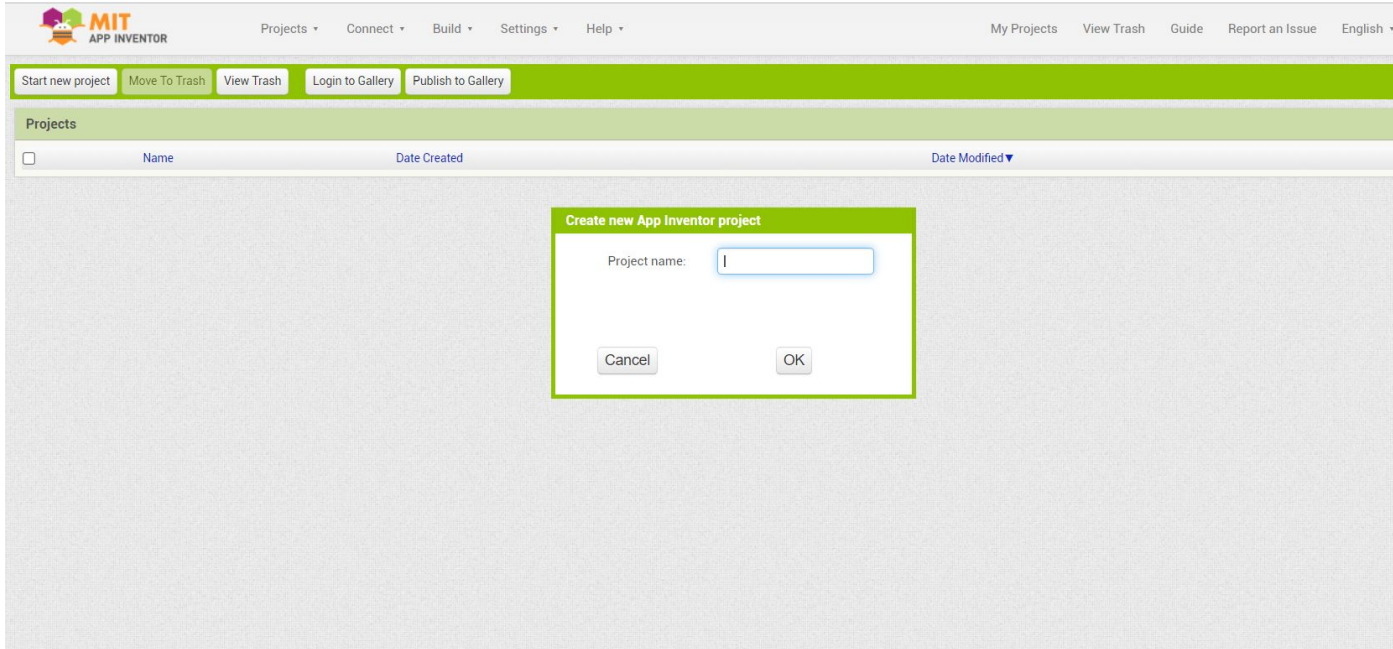 MIT
APP INVENTOR
Projects ▾ Connect ▾ Build ▾ Settings ▾ Help ▾ My Projects View Trash Guide Report an Issue English ▾
Start new project Move To Trash View Trash Login to Gallery Publish to Gallery
Projects
Name Date Created Date Modified▼
Create new App Inventor project
Project name:
Cancel OK